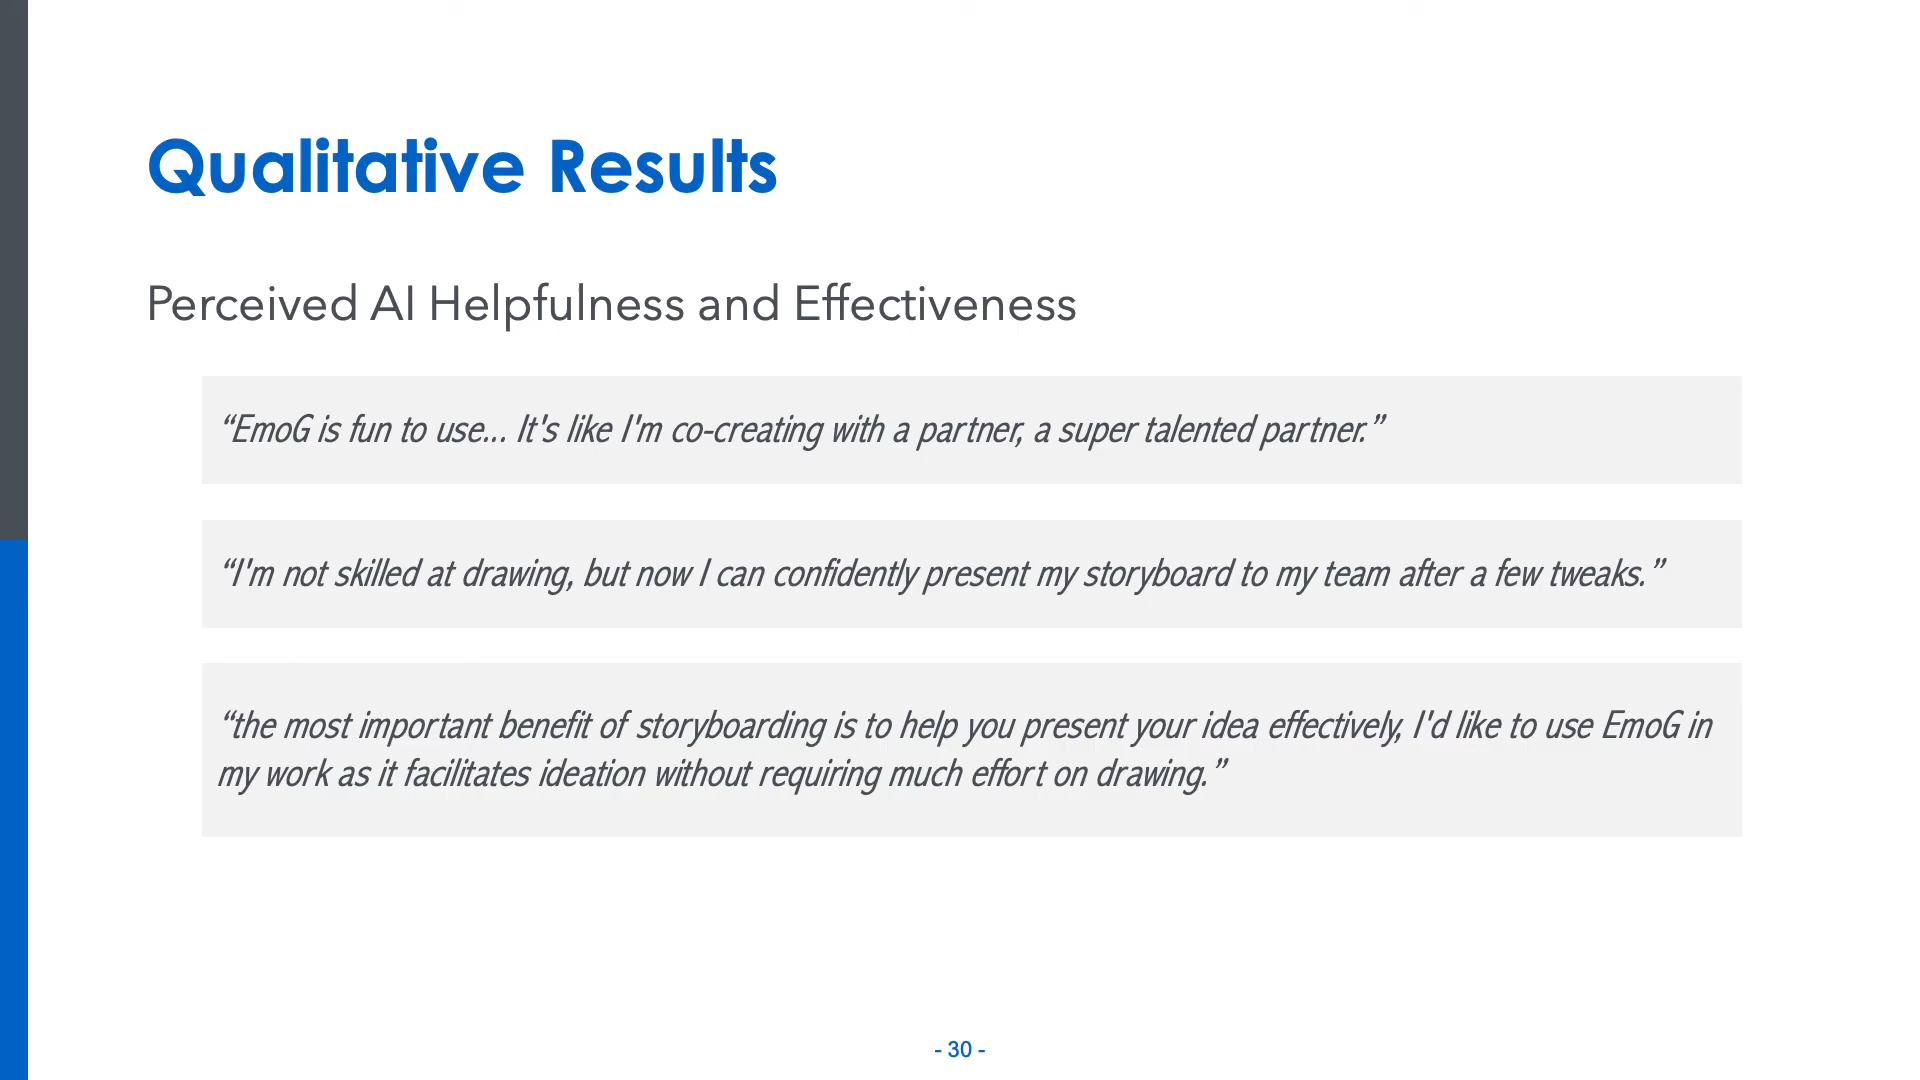 Qualitative Results
Perceived AI Helpfulness and Effectiveness
“EmoG is fun to use... It's like I'm co-creating with a partner, a super talented partner.”
“I'm not skilled at drawing, but now I can confidently present my storyboard to my team after a few tweaks.”
“the most important benefit of storyboarding is to help you present your idea effectively, I'd like to use EmoG in
my work as it facilitates ideation without requiring much effort on drawing.”
- 30 -